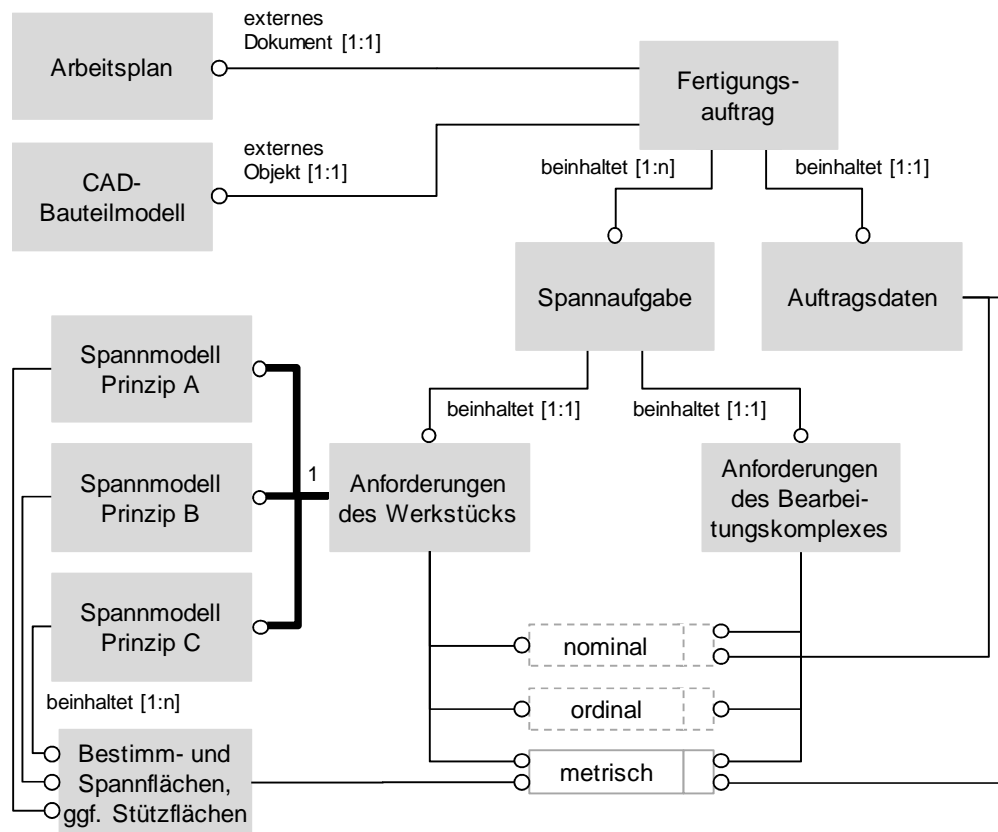 externes
Dokument [1:1]
Arbeitsplan
Fertigungs-
auftrag
externes
Objekt [1:1]
CAD-
Bauteilmodell
beinhaltet [1:n]
beinhaltet [1:1]
Spannaufgabe
Auftragsdaten
Spannmodell
Prinzip A
beinhaltet [1:1]
beinhaltet [1:1]
Spannmodell
Prinzip B
1
Anforderungen
des Werkstücks
Anforderungen
des Bearbei-
tungskomplexes
Spannmodell
Prinzip C
nominal
beinhaltet [1:n]
ordinal
Bestimm- und
Spannflächen,
ggf. Stützflächen
metrisch